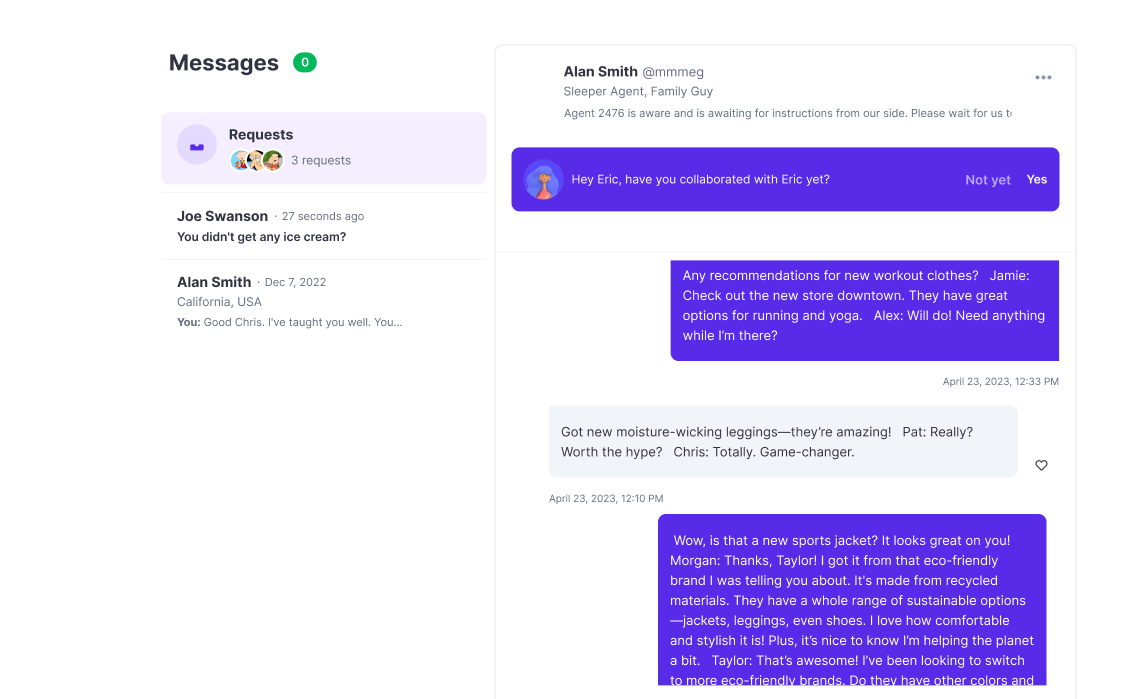 Messages 0
Requests
3 requests
Joe Swanson · 27 seconds ago
You didn't get any ice cream?
Alan Smith · Dec 7, 2022
California, USA
You: Good Chris. I've taught you well. You...
Alan Smith @mmmeg
Sleeper Agent, Family Guy
Agent 2476 is aware and is awaiting for instructions from our side. Please wait for us
Hey Eric, have you collaborated with Eric yet? Not yet Yes
Any recommendations for new workout clothes? Jamie:
Check out the new store downtown. They have great
options for running and yoga. Alex: Will do! Need anything
while I’m there?
April 23, 2023, 12:33 PM
Got new moisture-wicking leggings—they’re amazing! Pat: Really?
Worth the hype? Chris: Totally. Game-changer.
April 23, 2023, 12:10 PM
Wow, is that a new sports jacket? It looks great on you!
Morgan: Thanks, Taylor! I got it from that eco-friendly
brand I was telling you about. It's made from recycled
materials. They have a whole range of sustainable options
—jackets, leggings, even shoes. I love how comfortable
and stylish it is! Plus, it’s nice to know I’m helping the planet
a bit. Taylor: That’s awesome! I’ve been looking to switch
to more eco-friendly brands. Do they have other colors and